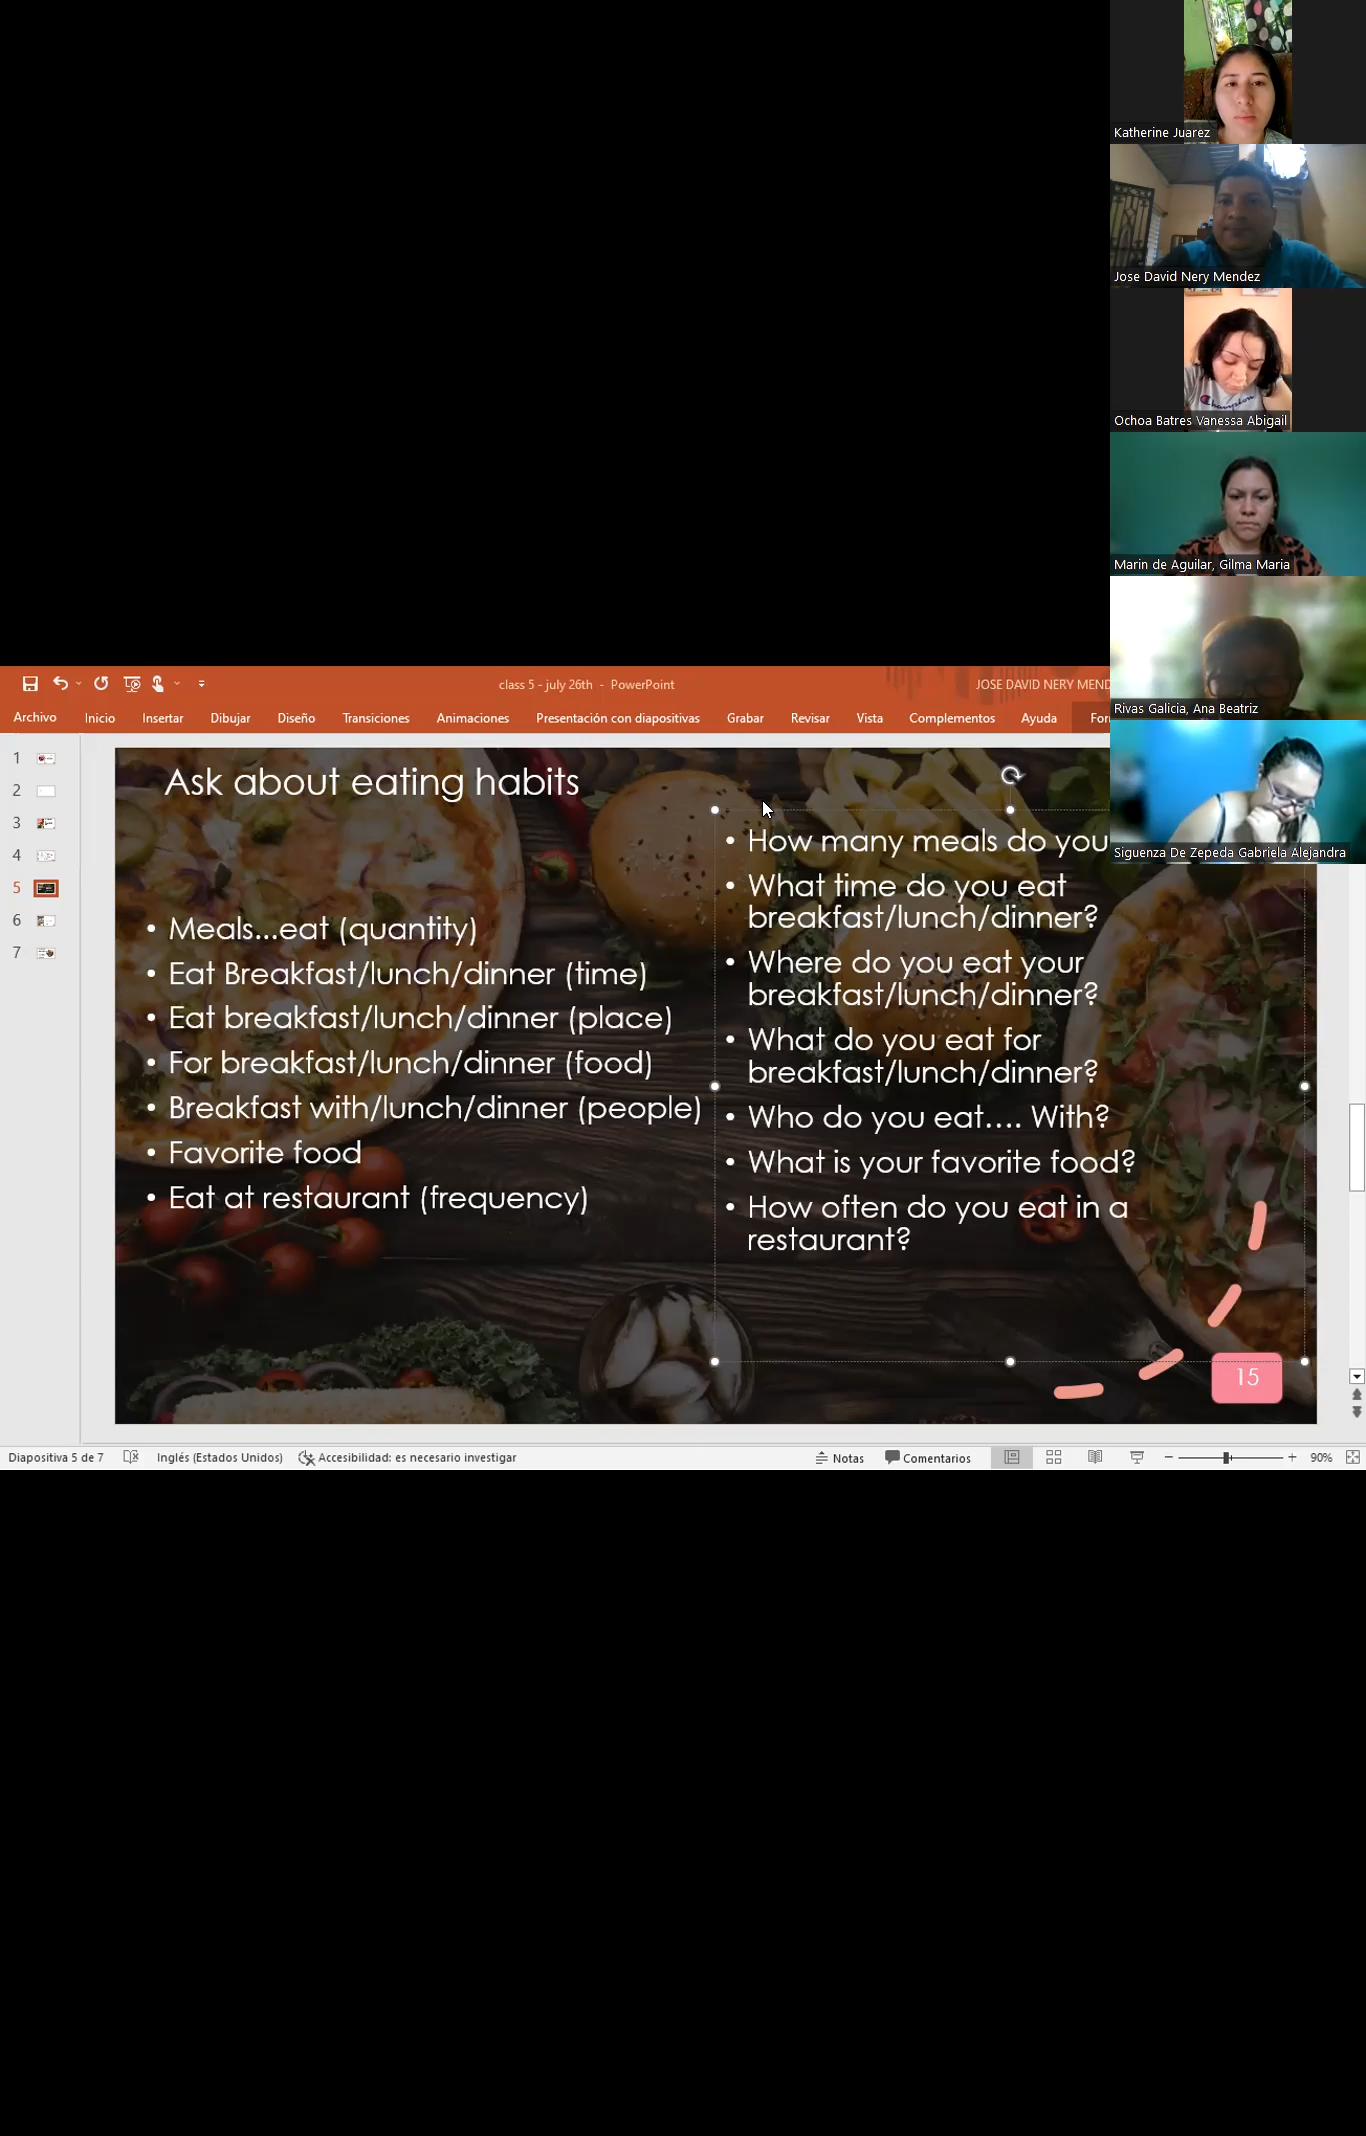 Katherine Juarez
Jose David Nery Mendez
Ochoa Batres Vanessa Abigail
Marin de Aguilar, Gilma Maria
Rivas Galicia, Ana Beatriz
Siguenza De Zepeda Gabriela Alejandra
class 5 - july 26th - PowerPoint
JOSE DAVID NERY MEND
Archivo Inicio Insertar Dibujar Diseño Transiciones Animaciones Presentación con diapositivas Grabar Revisar Vista Complementos Ayuda For
1
2
3
4
5
6
7
Ask about eating habits
• Meals...eat (quantity)
• Eat Breakfast/lunch/dinner (time)
• Eat breakfast/lunch/dinner (place)
• For breakfast/lunch/dinner (food)
• Breakfast with/lunch/dinner (people)
• Favorite food
• Eat at restaurant (frequency)
• How many meals do you
• What time do you eat
breakfast/lunch/dinner?
• Where do you eat your
breakfast/lunch/dinner?
• What do you eat for
breakfast/lunch/dinner?
• Who do you eat.... With?
• What is your favorite food?
• How often do you eat in a
restaurant?
15
Diapositiva 5 de 7 Inglés (Estados Unidos) Accesibilidad: es necesario investigar Notas Comentarios 90%